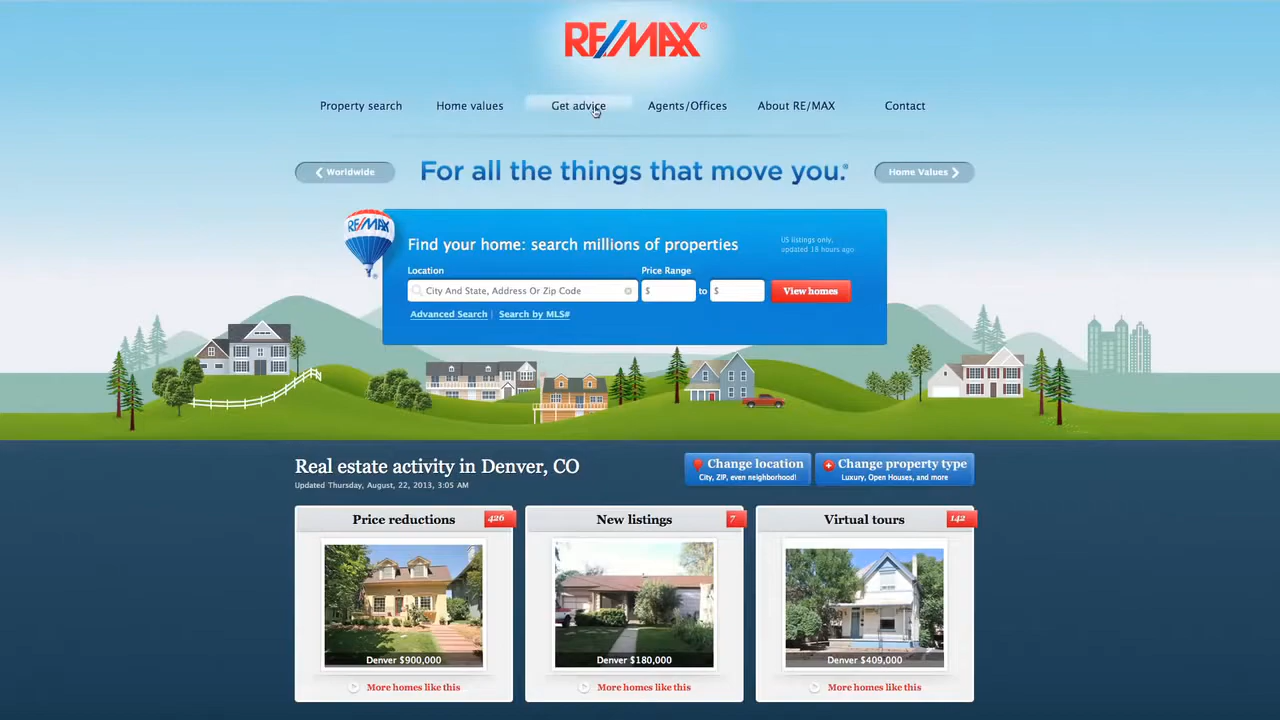 RE/MAX®
Property search
Home values
Get advice
Agents/Offices
About RE/MAX
Contact
Worldwide
For all the things that move you.®
Home Values
RE/MAX
Find your home: search millions of properties
US listings only,
updated 18 hours ago
Location
Price Range
City And State, Address Or Zip Code
$
to
$
View homes
Advanced Search |
Search by MLS#
Real estate activity in Denver, CO
Updated Thursday, August, 22, 2013, 3:05 AM
Change location
City, ZIP, even neighborhood!
Change property type
Luxury, Open Houses, and more
Price reductions
426
Denver $900,000
More homes like this
New listings
7
Denver $180,000
More homes like this
Virtual tours
142
Denver $409,000
More homes like this